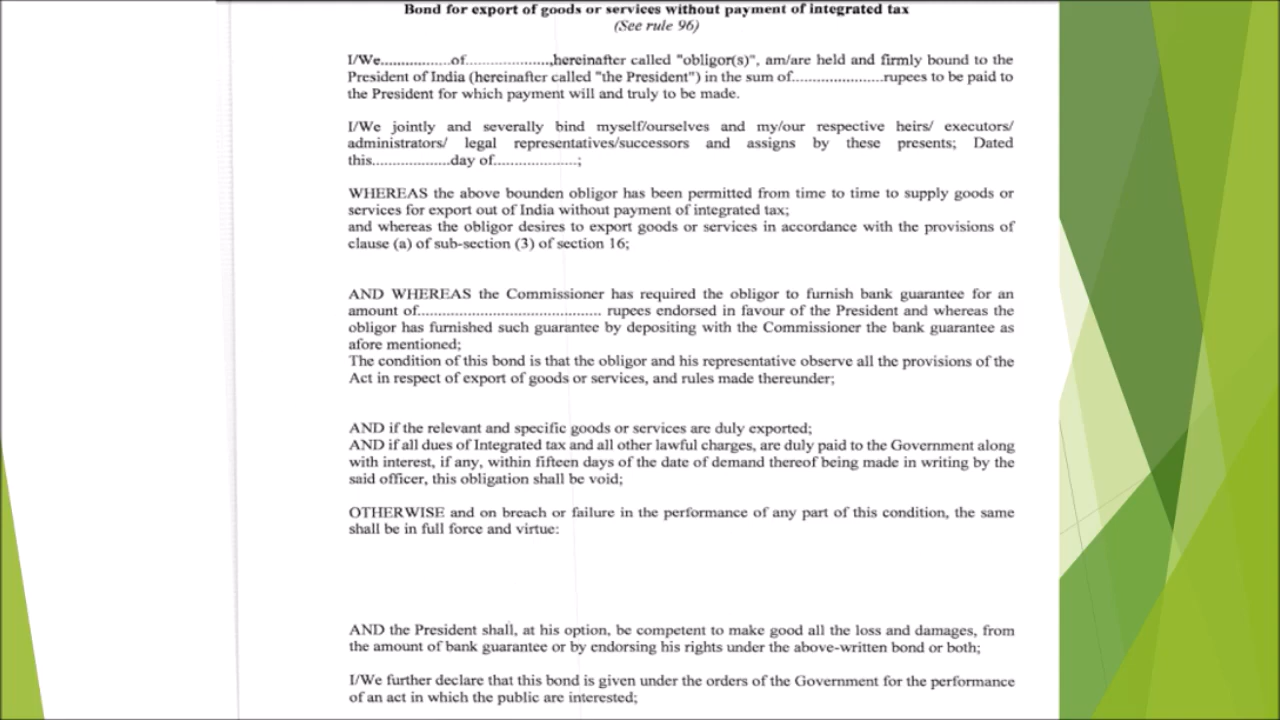 Bond for export of goods or services without payment of integrated tax
(See rule 96)
I/We.................of....................,hereinafter called "obligor(s)", am/are held and firmly bound to the
President of India (hereinafter called "the President") in the sum of.....................rupees to be paid to
the President for which payment will and truly to be made.
I/We jointly and severally bind myself/ourselves and my/our respective heirs/ executors/
administrators/ legal representatives/successors and assigns by these presents; Dated
this..................day of...................;
WHEREAS the above bounden obligor has been permitted from time to time to supply goods or
services for export out of India without payment of integrated tax;
and whereas the obligor desires to export goods or services in accordance with the provisions of
clause (a) of sub-section (3) of section 16;
AND WHEREAS the Commissioner has required the obligor to furnish bank guarantee for an
amount of.......................................... rupees endorsed in favour of the President and whereas the
obligor has furnished such guarantee by depositing with the Commissioner the bank guarantee as
afore mentioned;
The condition of this bond is that the obligor and his representative observe all the provisions of the
Act in respect of export of goods or services, and rules made thereunder;
AND if the relevant and specific goods or services are duly exported;
AND if all dues of Integrated tax and all other lawful charges, are duly paid to the Government along
with interest, if any, within fifteen days of the date of demand thereof being made in writing by the
said officer, this obligation shall be void;
OTHERWISE and on breach or failure in the performance of any part of this condition, the same
shall be in full force and virtue:
AND the President shall, at his option, be competent to make good all the loss and damages, from
the amount of bank guarantee or by endorsing his rights under the above-written bond or both;
I/We further declare that this bond is given under the orders of the Government for the performance
of an act in which the public are interested;